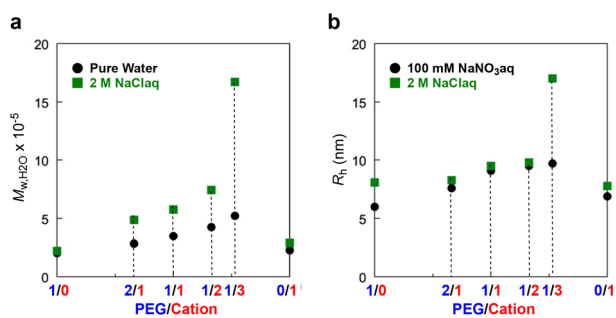 a
20
15
10
5
0
Mw,H2O x 10-5
Pure Water
2 M NaClaq
1/0
2/1
1/1
1/2
1/3
0/1
PEG/Cation
b
20
15
10
5
0
Rh (nm)
100 mM NaNO3aq
2 M NaClaq
1/0
2/1
1/1
1/2
1/3
0/1
PEG/Cation